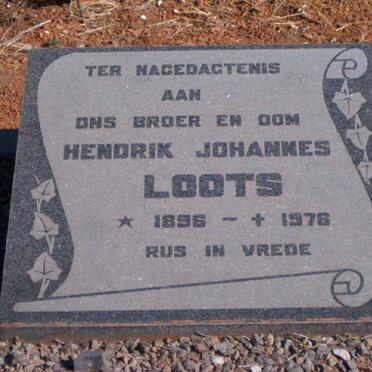 TER NAGEDAGTENIS
AAN
ONS BROER EN OOM
HENDRIK JOHANNES
LOOTS
★ 1896 – ✝ 1976
RUS IN VREDE